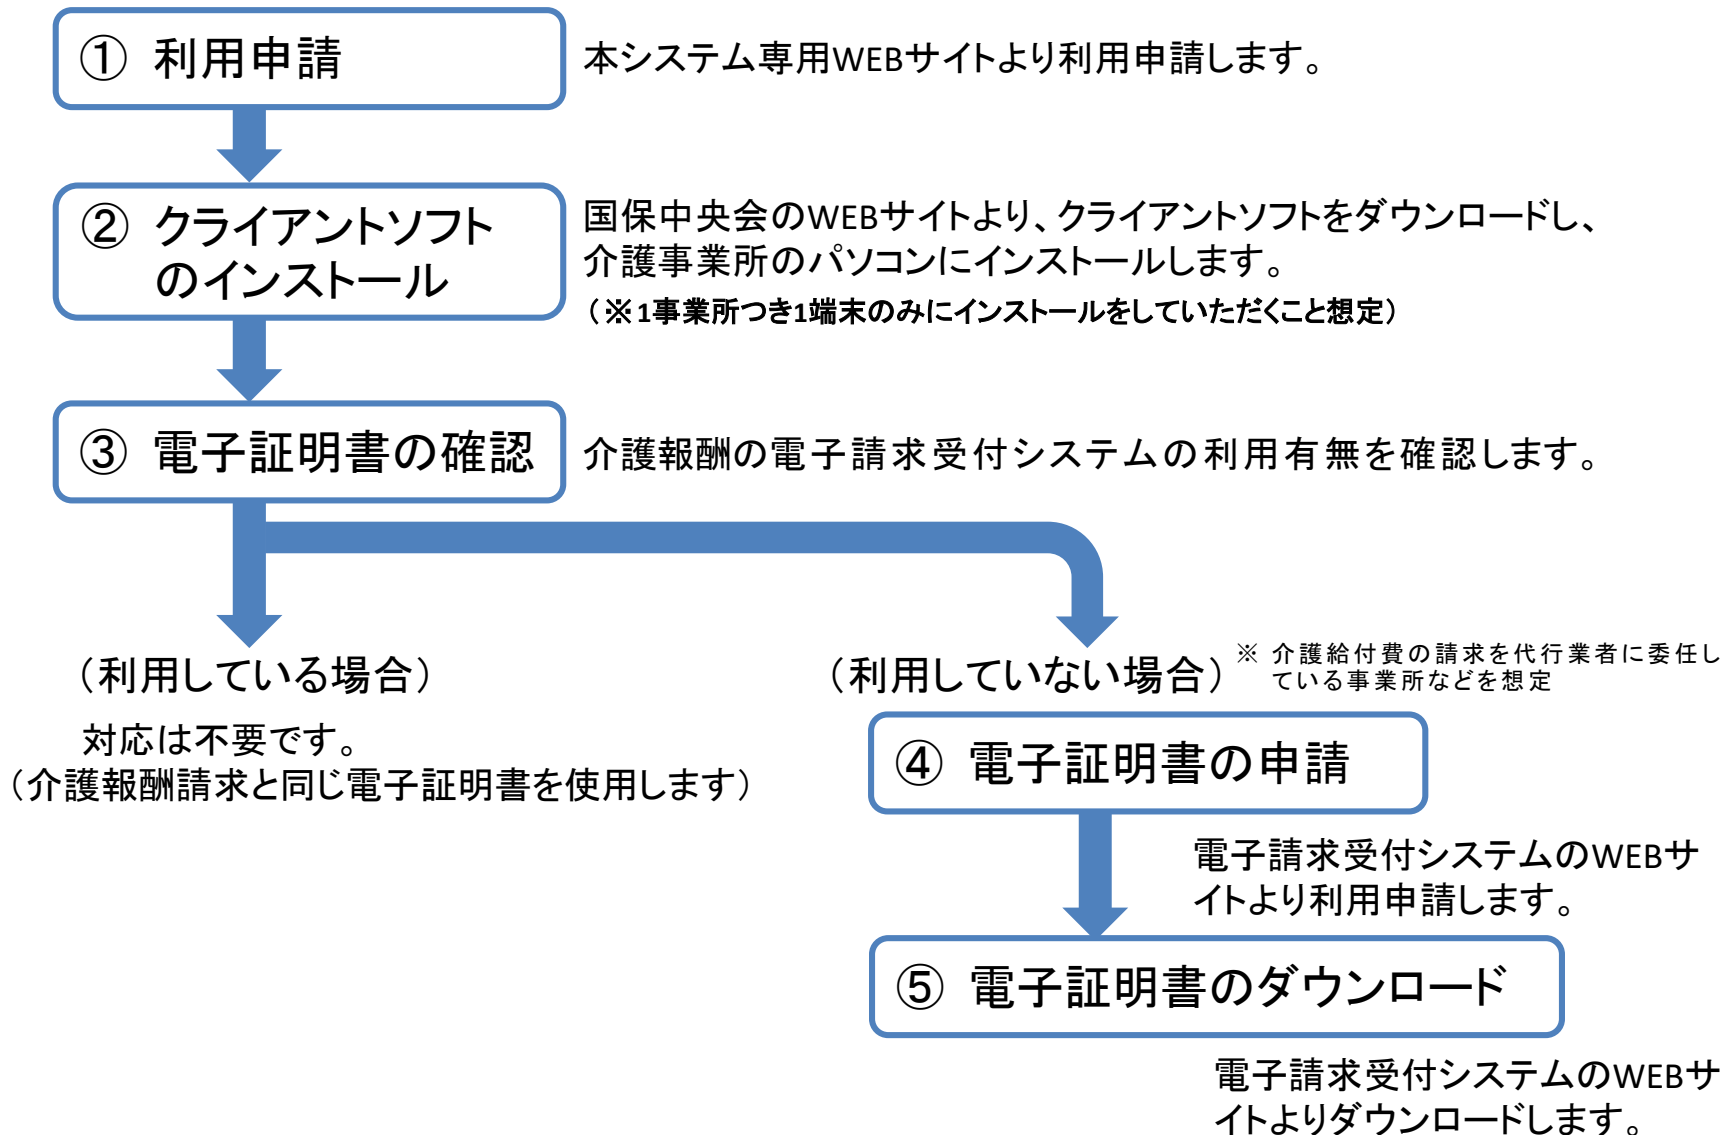 ① 利用申請
本システム専用WEBサイトより利用申請します。
② クライアントソフト
のインストール
国保中央会のWEBサイトより、クライアントソフトをダウンロードし、
介護事業所のパソコンにインストールします。
（※1事業所つき1端末のみにインストールをしていただくこと想定）
③ 電子証明書の確認
介護報酬の電子請求受付システムの利用有無を確認します。
（利用している場合）
対応は不要です。
（介護報酬請求と同じ電子証明書を使用します）
（利用していない場合）
※ 介護給付費の請求を代行業者に委任し
ている事業所などを想定
④ 電子証明書の申請
電子請求受付システムのWEBサ
イトより利用申請します。
⑤ 電子証明書のダウンロード
電子請求受付システムのWEBサ
イトよりダウンロードします。